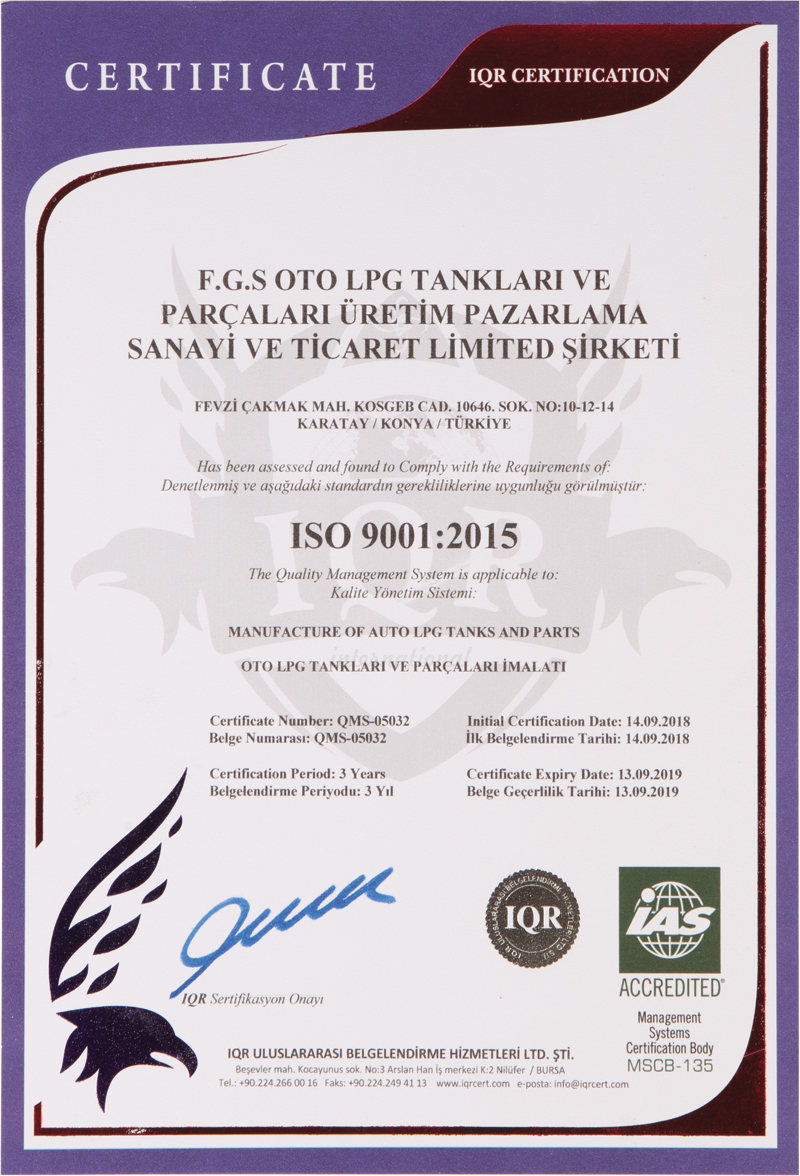 CERTIFICATE
IQR CERTIFICATION
F.G.S OTO LPG TANKLARI VE
PARÇALARI ÜRETİM PAZARLAMA
SANAYİ VE TİCARET LİMİTED ŞİRKETİ
FEVZİ ÇAKMAK MAH. KOSGEB CAD. 10646. SOK. NO:10-12-14
KARATAY / KONYA / TÜRKİYE
Has been assessed and found to Comply with the Requirements of:
Denetlenmiş ve aşağıdaki standardın gerekliliklerine uygunluğu görülmüştür:
IQR
ISO 9001:2015
The Quality Management System is applicable to:
Kalite Yönetim Sistemi:
MANUFACTURE OF AUTO LPG TANKS AND PARTS
international
OTO LPG TANKLARI VE PARÇALARI İMALATI
Certificate Number: QMS-05032
Belge Numarası: QMS-05032
Initial Certification Date: 14.09.2018
İlk Belgelendirme Tarihi: 14.09.2018
Certification Period: 3 Years
Belgelendirme Periyodu: 3 Yıl
Certificate Expiry Date: 13.09.2019
Belge Geçerlilik Tarihi: 13.09.2019
IQR Sertifikasyon Onayı
IQR ULUSLARARASI BELGELENDİRME HİZMETLERİ LTD. ŞTİ.
IQR
IAS
ACCREDITED®
Management
Systems
Certification Body
MSCB-135
IQR ULUSLARARASI BELGELENDİRME HİZMETLERİ LTD. ŞTİ.
Beşevler mah. Kocayunus sok. No:3 Arslan Han İş merkezi K:2 Nilüfer / BURSA
Tel.: +90.224.266 00 16 Faks: +90.224.249 41 13 www.iqrcert.com e-posta: info@iqrcert.com